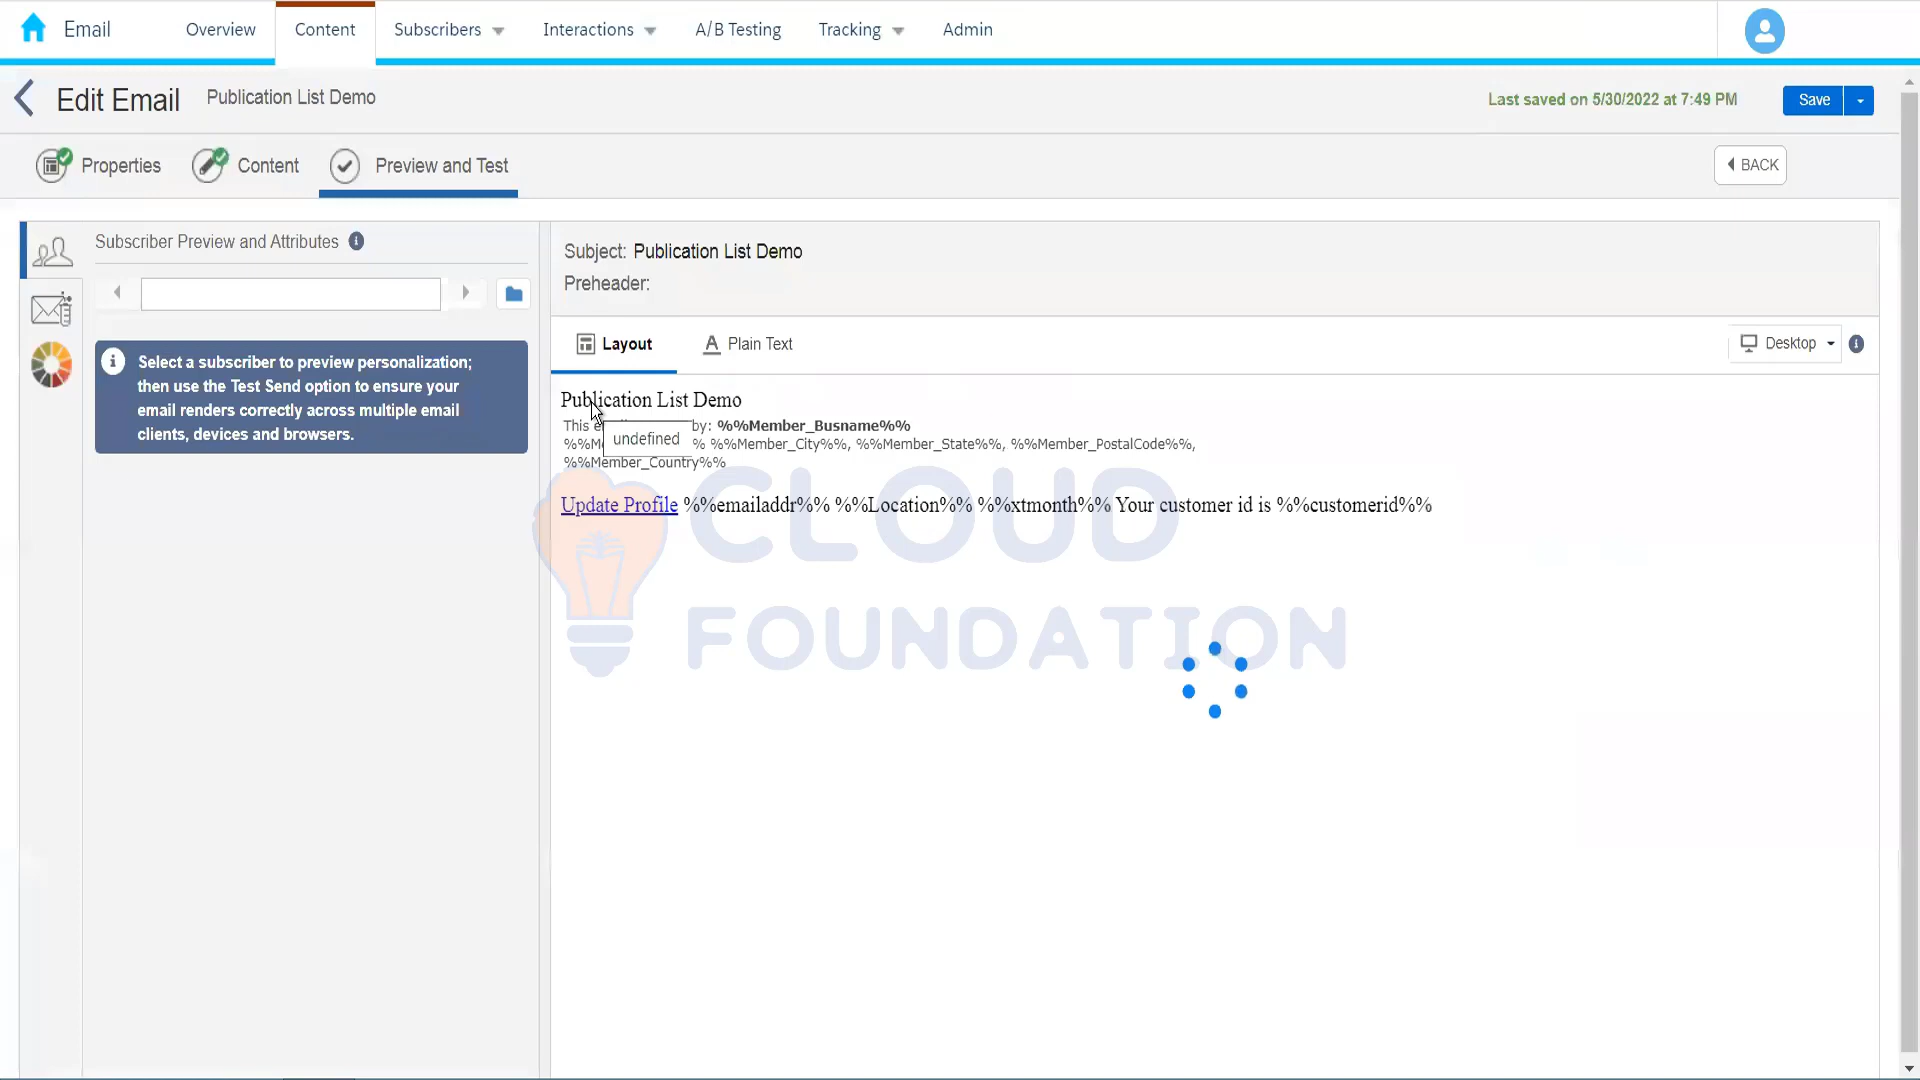 Email
Overview
Content
Subscribers
Interactions
A/B Testing
Tracking
Admin
Edit Email
Publication List Demo
Last saved on 5/30/2022 at 7:49 PM
Save
Properties
Content
Preview and Test
BACK
Subscriber Preview and Attributes
Select a subscriber to preview personalization;
then use the Test Send option to ensure your
email renders correctly across multiple email
clients, devices and browsers.
Subject: Publication List Demo
Preheader:
Layout
Plain Text
Desktop
Publication List Demo
This by: %%Member_Busname%%
undefined
%% %%Member_City%%, %%Member_State%%, %%Member_PostalCode%%,
%%Member_Country%%
Update Profile %%emailaddr%% %%Location%% %%xtmonth%% Your customer id is %%customerid%%
CLOUD
FOUNDATION